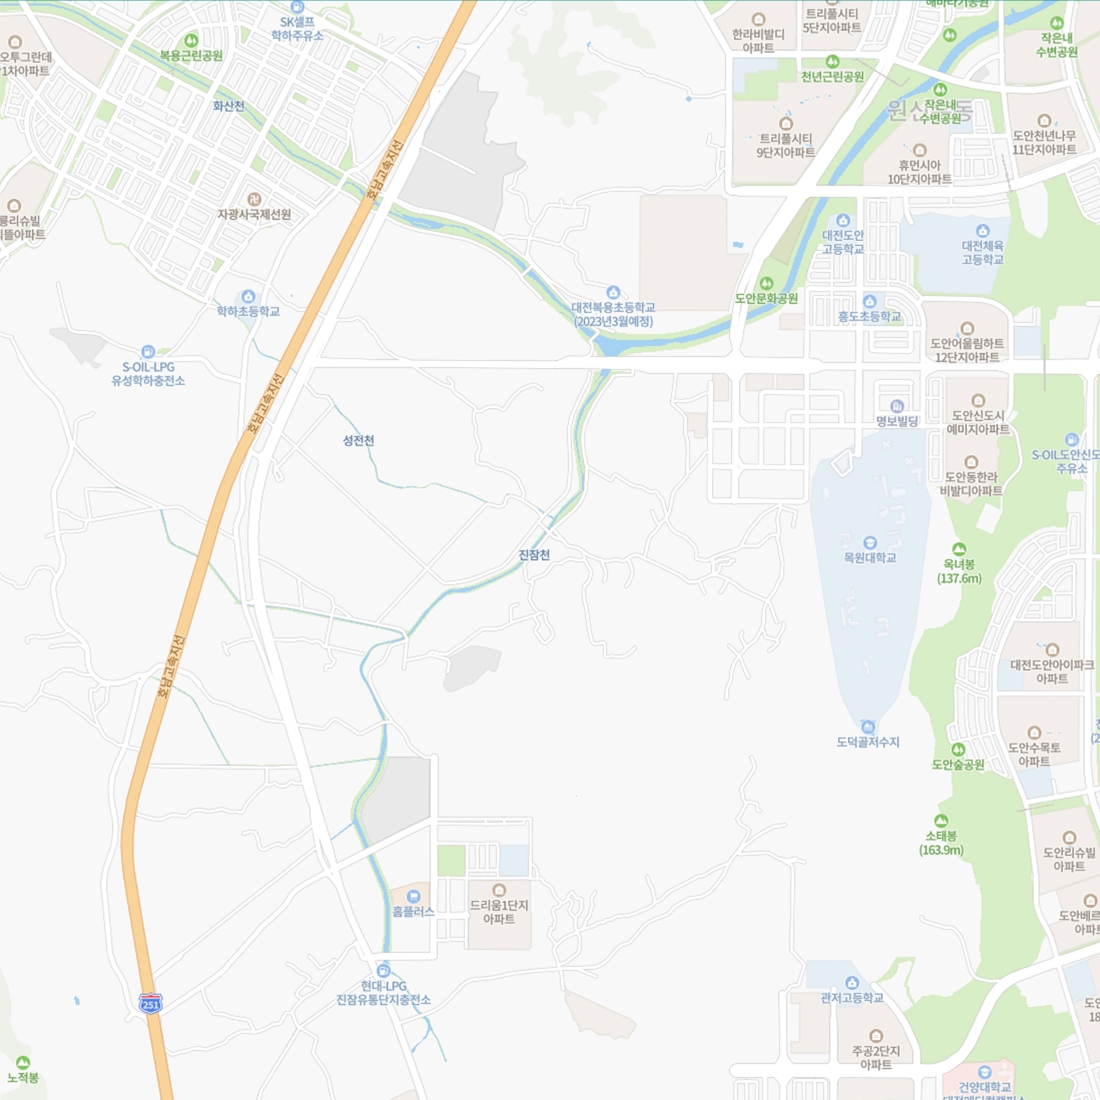 해바라기공원
SK셀프
학하주유소
한라비발디
아파트
트리풀시티
5단지아파트
작은내
수변공원
오투그란데
1차아파트
복용근린공원
천년근린공원
화산천
작은내
수변공원
트리풀시티
9단지아파트
도안천년나무
11단지아파트
휴먼시아
10단지아파트
호남고속지선
자광사국제선원
릉리슈빌
아파트
대전도안
고등학교
대전체육
고등학교
학하초등학교
대전복용초등학교
(2023년3월예정)
도안문화공원
흥도초등학교
도안어울림하트
12단지아파트
S-OIL-LPG
유성학하충전소
호남고속지선
명보빌딩
도안신도시
예미지아파트
성전천
S-OIL도안신도
주유소
도안동한라
비발디아파트
진잠천
목원대학교
옥녀봉
(137.6m)
호남고속지선
대전도안아이파크
아파트
도덕골저수지
도안수목토
아파트
도안숲공원
소태봉
(163.9m)
도안리슈빌
아파트
홈플러스
드리움1단지
아파트
도안베르
아파
현대-LPG
진잠유통단지충전소
251
관저고등학교
도안
18
노적봉
주공2단지
아파트
건양대학교
대전메디컬캠퍼스